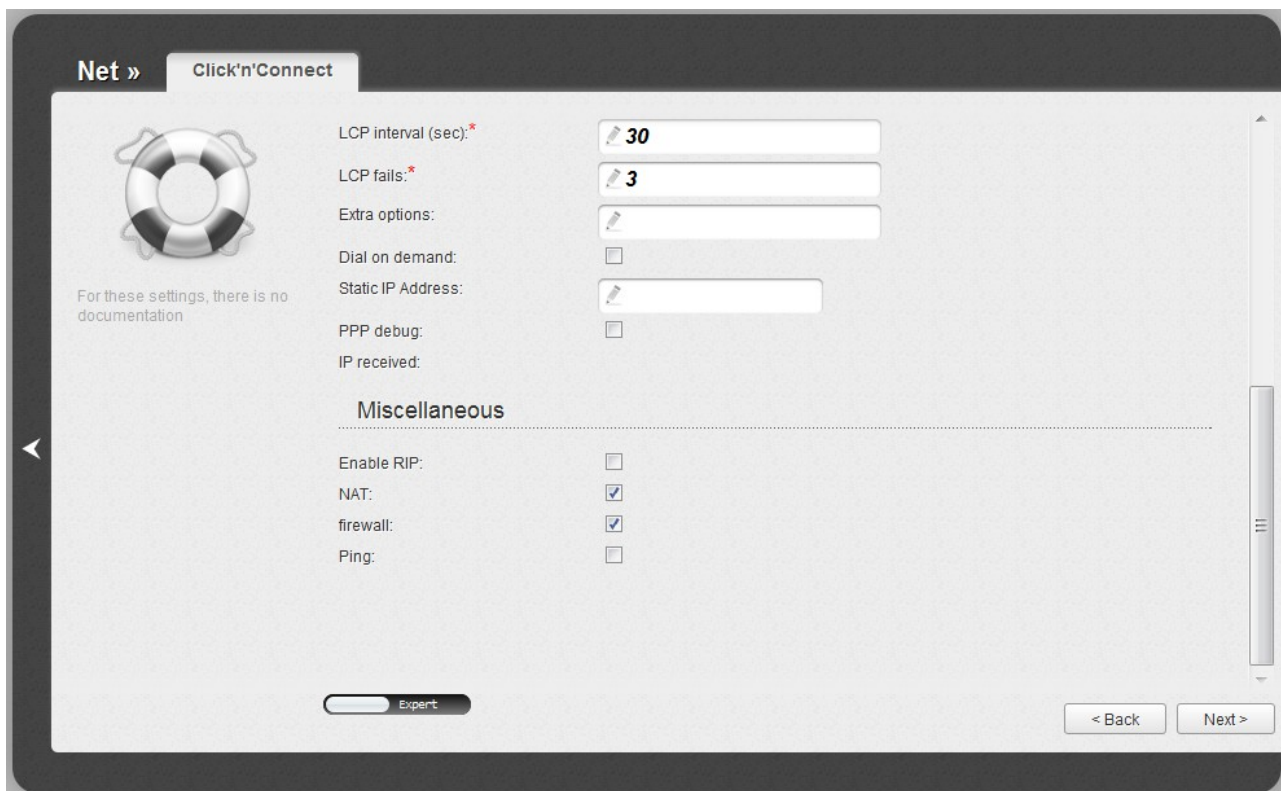 Net »
Click'n'Connect
For these settings, there is no
documentation
LCP interval (sec):* 30
LCP fails:* 3
Extra options:
Dial on demand:
Static IP Address:
PPP debug:
IP received:
Miscellaneous
Enable RIP:
NAT:
firewall:
Ping:
Expert
< Back
Next >